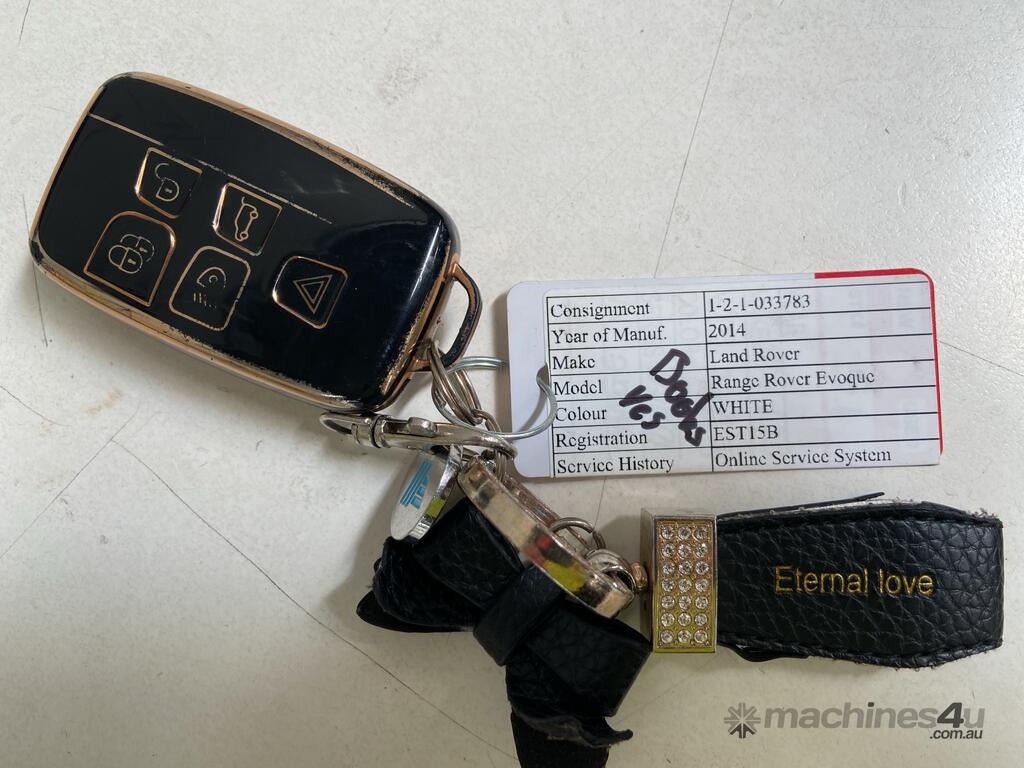 Consignment 1-2-1-033783
Year of Manuf. 2014
Make Land Rover
Model Range Rover Evoque
Colour WHITE
Registration EST15B
Service History Online Service System
Books
Yes
Eternal love
machines4u
.com.au